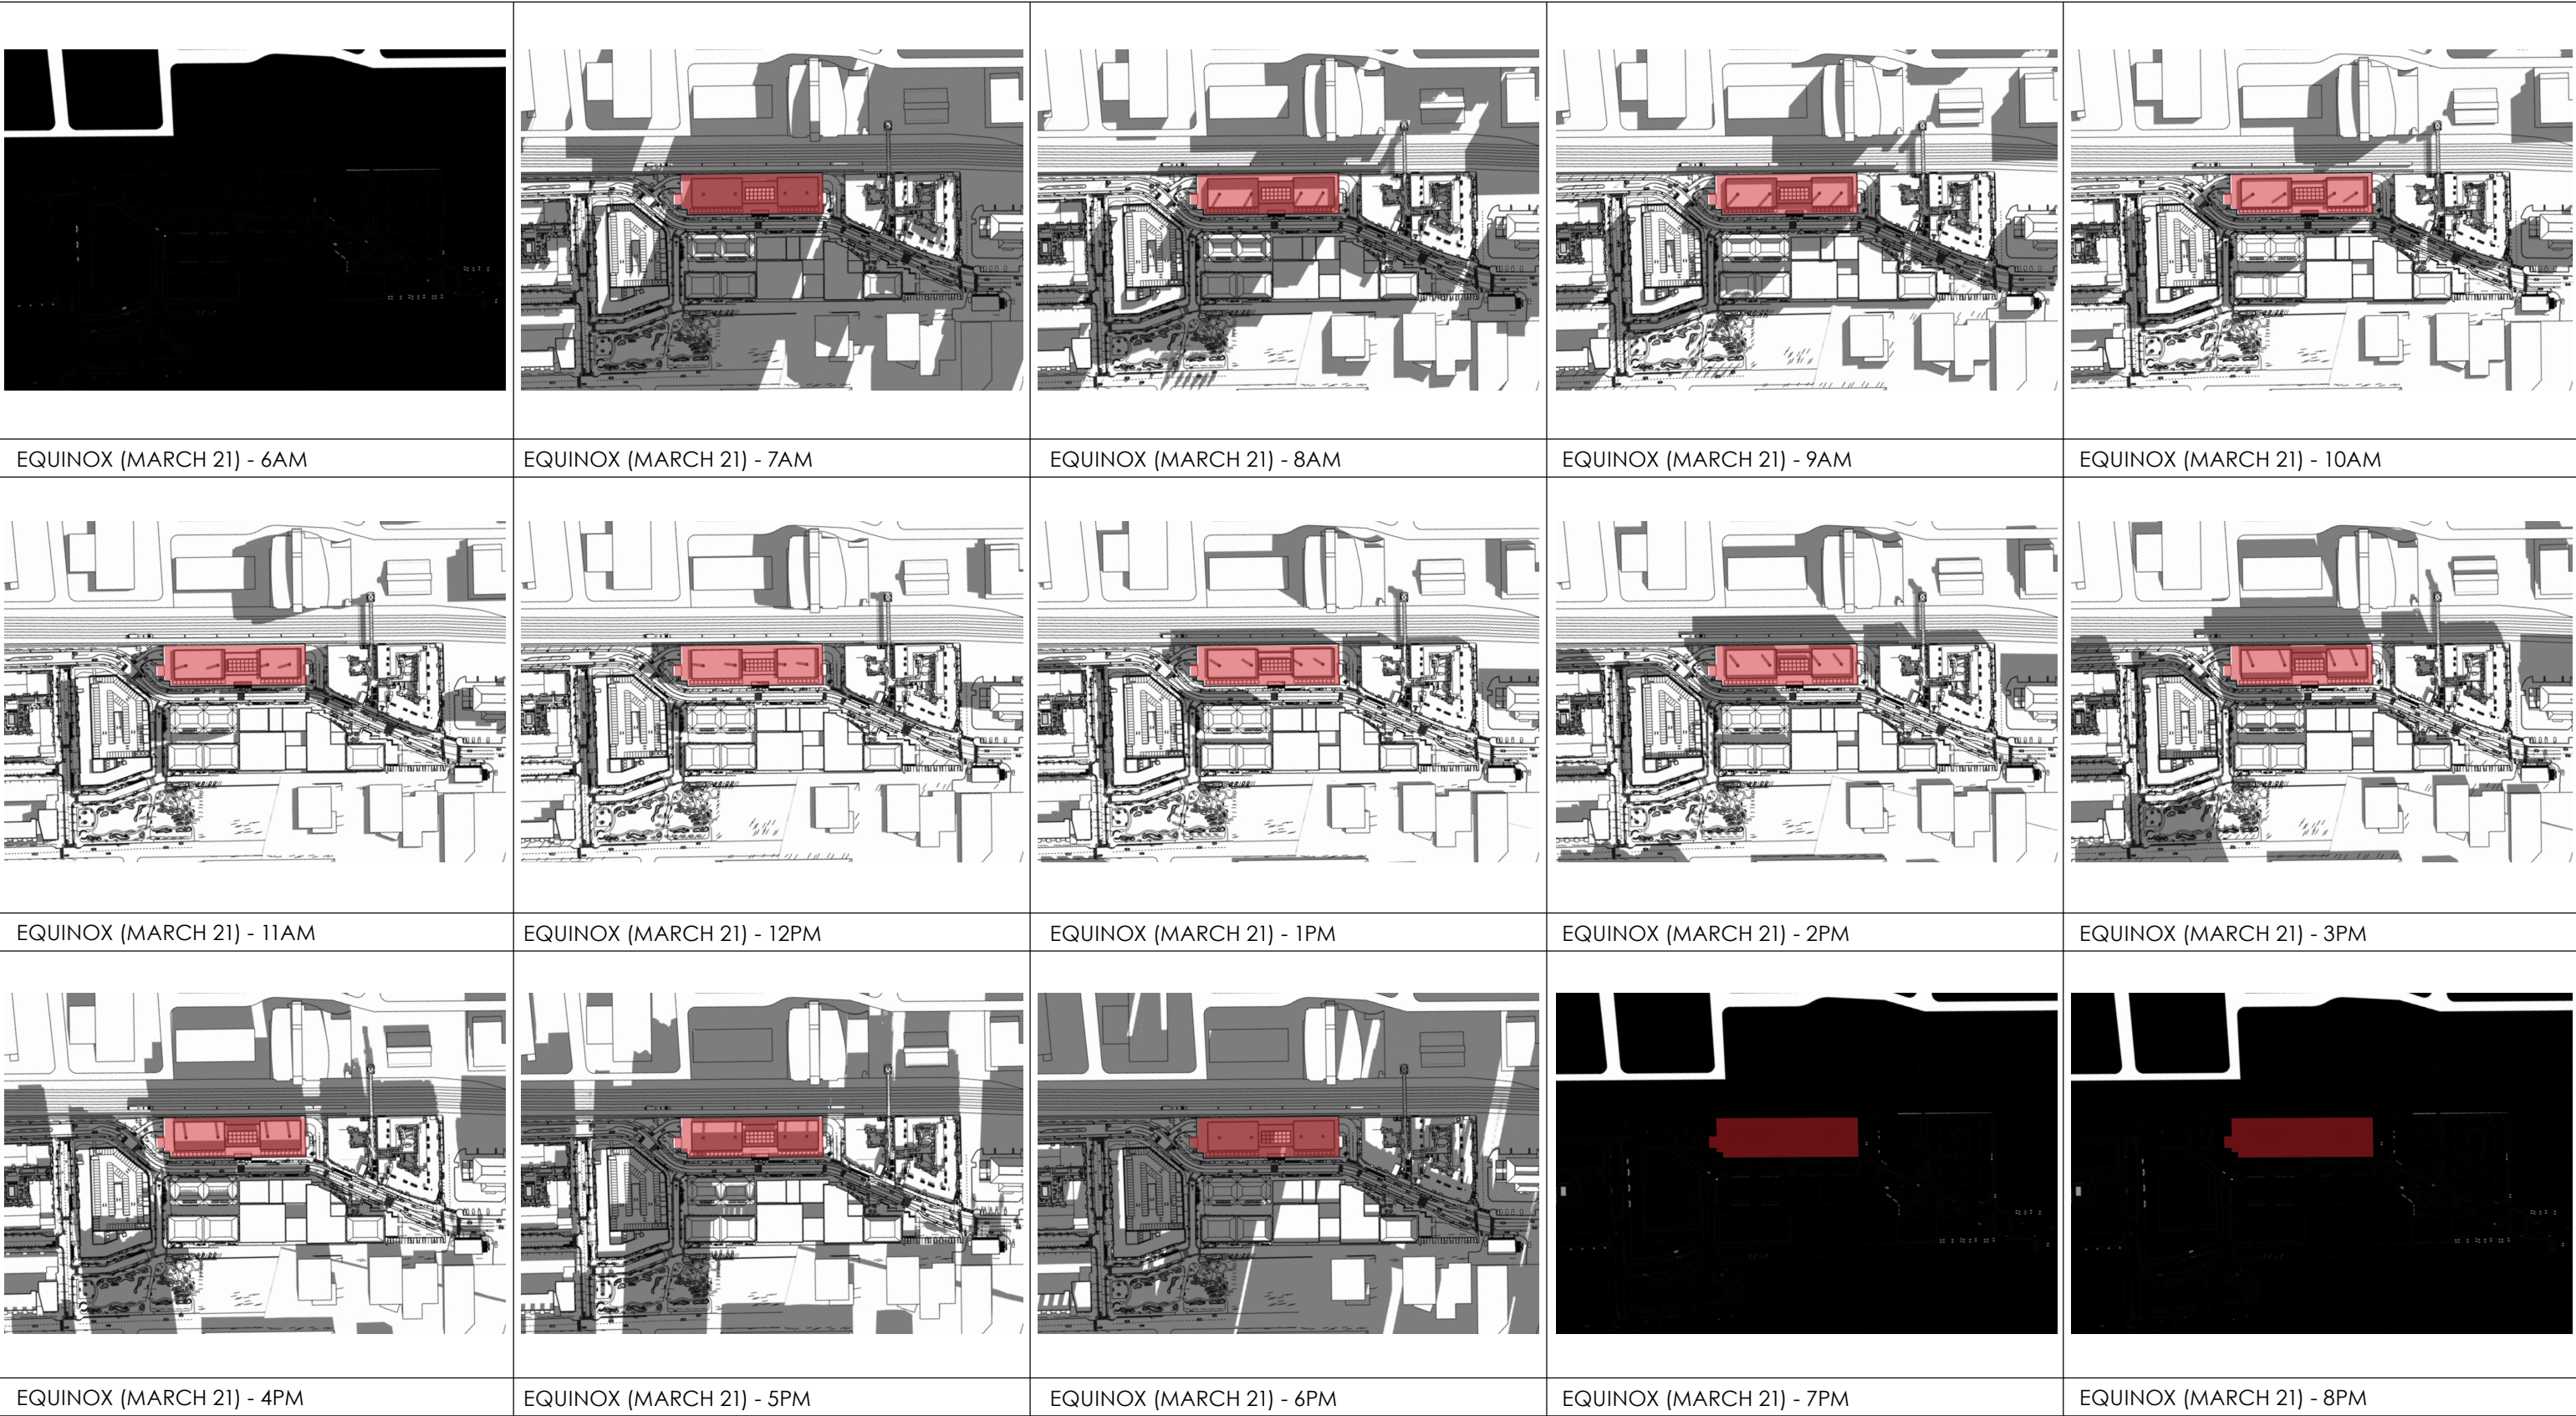 EQUINOX (MARCH 21) - 6AM
EQUINOX (MARCH 21) - 7AM
EQUINOX (MARCH 21) - 8AM
EQUINOX (MARCH 21) - 9AM
EQUINOX (MARCH 21) - 10AM
EQUINOX (MARCH 21) - 11AM
EQUINOX (MARCH 21) - 12PM
EQUINOX (MARCH 21) - 1PM
EQUINOX (MARCH 21) - 2PM
EQUINOX (MARCH 21) - 3PM
EQUINOX (MARCH 21) - 4PM
EQUINOX (MARCH 21) - 5PM
EQUINOX (MARCH 21) - 6PM
EQUINOX (MARCH 21) - 7PM
EQUINOX (MARCH 21) - 8PM